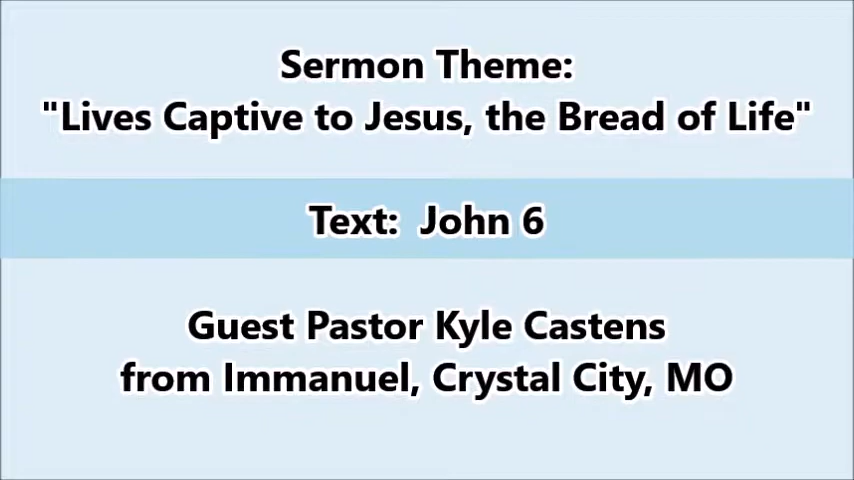 Sermon Theme:
"Lives Captive to Jesus, the Bread of Life"
Text:  John 6
Guest Pastor Kyle Castens
from Immanuel, Crystal City, MO